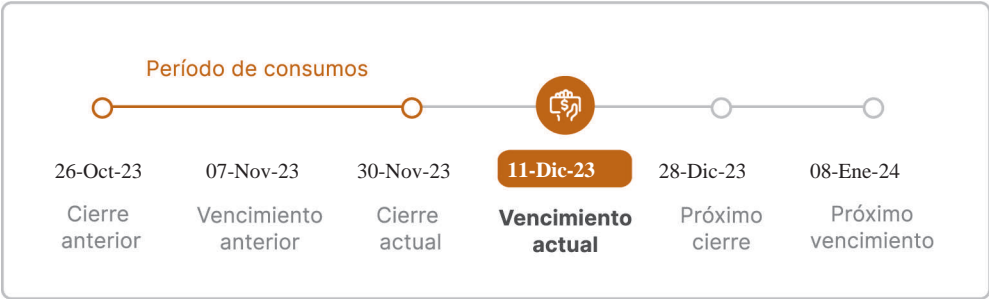 Período de consumos
$
26-Oct-23
07-Nov-23
30-Nov-23
11-Dic-23
28-Dic-23
08-Ene-24
Cierre
anterior
Vencimiento
anterior
Cierre
actual
Vencimiento
actual
Próximo
cierre
Próximo
vencimiento